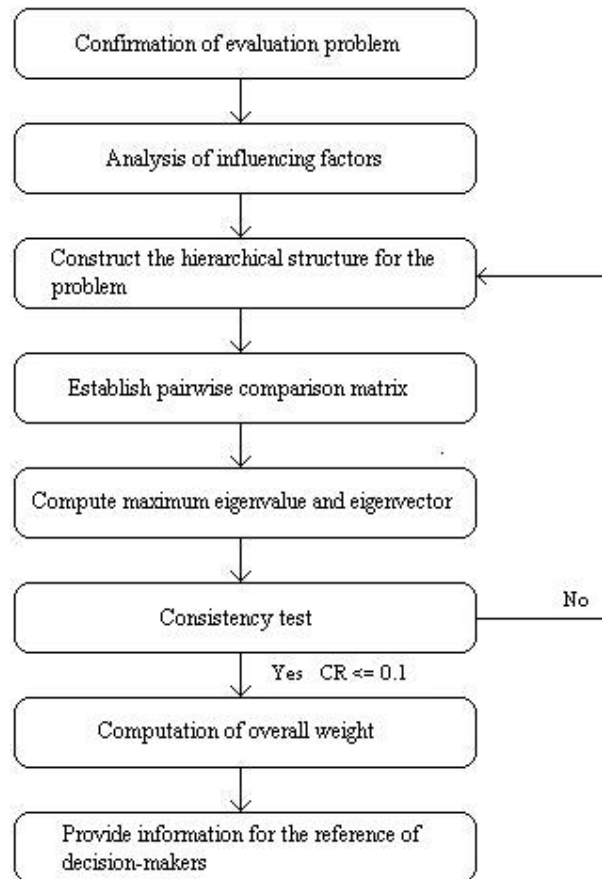 Confirmation of evaluation problem
Analysis of influencing factors
Construct the hierarchical structure for the
problem
Establish pairwise comparison matrix
Compute maximum eigenvalue and eigenvector
Consistency test
No
Yes CR <= 0.1
Computation of overall weight
Provide information for the reference of
decision-makers